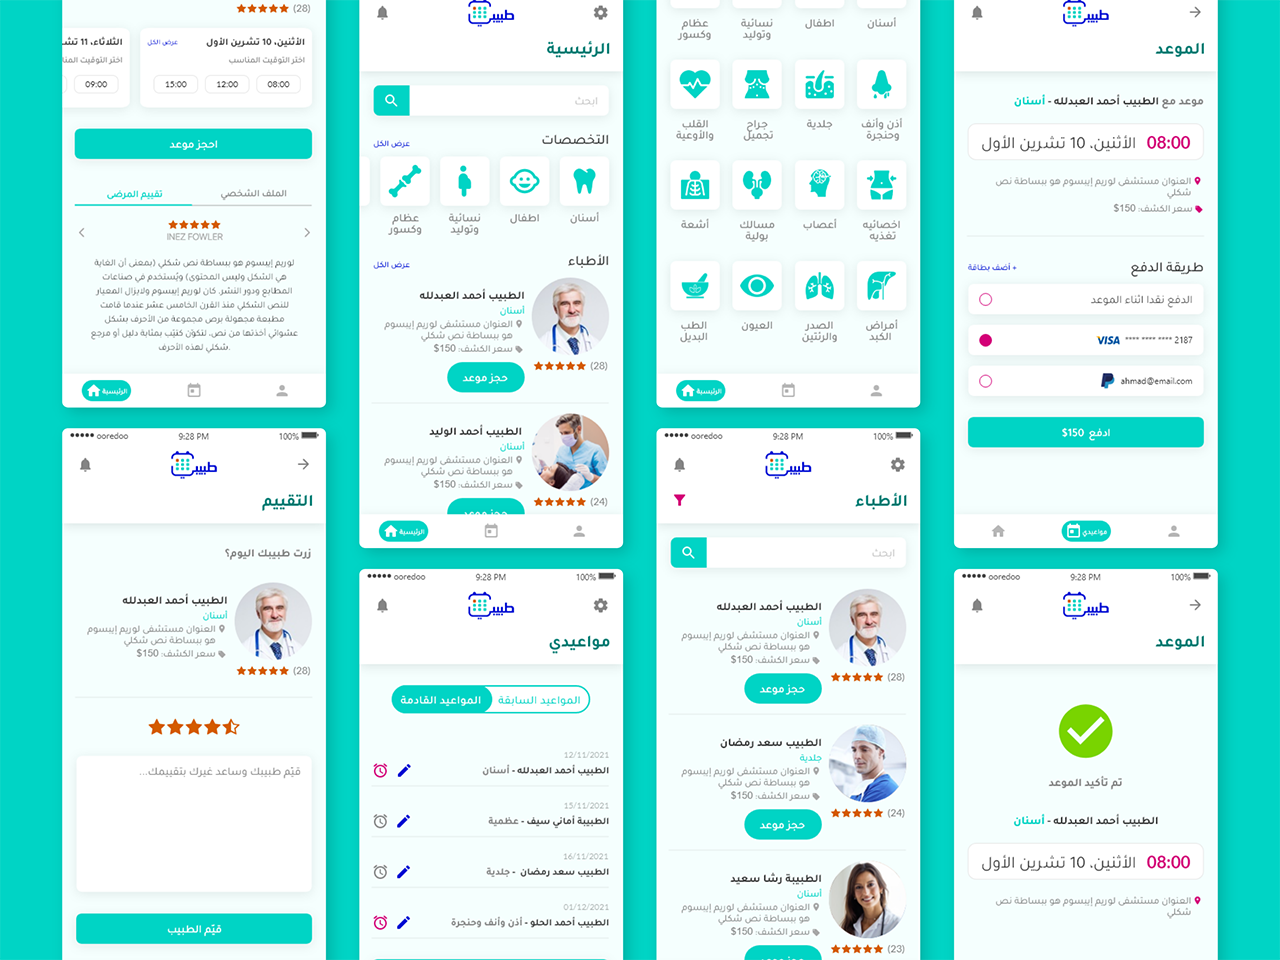 (28)
الأثنين، 10 تشرين الأول
عرض الكل
الثلاثاء، 11
اختر التوقيت المناسب
08:00
12:00
15:00
09:00
احجز موعد
الملف الشخصي
تقييم المرضى
INEZ FOWLER
لوريم إيبسوم هو ببساطة نص شكلي (بمعنى أن الغاية
هي الشكل وليس المحتوى) ويُستخدم في صناعات
المطابع ودور النشر. كان لوريم إيبسوم ولايزال المعيار
للنص الشكلي منذ القرن الخامس عشر عندما قامت
مطبعة مجهولة برص مجموعة من الأحرف بشكل
عشوائي أخذتها من نص، لتكوّن كتيّب بمثابة دليل أو مرجع
شكلي لهذه الأحرف.
الرئيسية
ooredoo
9:28 PM
100%
طبيب
التقييم
زرت طبيبك اليوم؟
الطبيب أحمد العبدلله
أسنان
العنوان مستشفى لوريم إيبسوم
هو ببساطة نص شكلي
سعر الكشف: 150$
(28)
قيّم طبيبك وساعد غيرك بتقييمك...
قيّم الطبيب
طبيب
الرئيسية
ابحث
التخصصات
عرض الكل
أسنان
اطفال
نسائية
وتوليد
عظام
وكسور
الأطباء
عرض الكل
الطبيب أحمد العبدلله
أسنان
العنوان مستشفى لوريم إيبسوم
هو ببساطة نص شكلي
سعر الكشف: 150$
(28)
حجز موعد
الطبيب أحمد الوليد
أسنان
العنوان مستشفى لوريم إيبسوم
هو ببساطة نص شكلي
سعر الكشف: 150$
(24)
حجز موعد
الرئيسية
ooredoo
9:28 PM
100%
طبيب
مواعيدي
المواعيد السابقة
المواعيد القادمة
12/11/2021
الطبيب أحمد العبدلله - أسنان
15/11/2021
الطبيبة أماني سيف - عظمية
16/11/2021
الطبيب سعد رمضان - جلدية
01/12/2021
الطبيب أحمد الحلو - أذن وأنف وحنجرة
أسنان
اطفال
نسائية
وتوليد
عظام
وكسور
أذن وأنف
وحنجرة
جلدية
جراح
تجميل
القلب
والأوعية
اخصائيه
تغذيه
أعصاب
مسالك
بولية
أشعة
أمراض
الكبد
الصدر
والرئتين
العيون
الطب
البديل
الرئيسية
ooredoo
9:28 PM
100%
طبيب
الأطباء
ابحث
الطبيب أحمد العبدلله
أسنان
العنوان مستشفى لوريم إيبسوم
هو ببساطة نص شكلي
سعر الكشف: 150$
(28)
حجز موعد
الطبيب سعد رمضان
جلدية
العنوان مستشفى لوريم إيبسوم
هو ببساطة نص شكلي
سعر الكشف: 150$
(24)
حجز موعد
الطبيبة رشا سعيد
أسنان
العنوان مستشفى لوريم إيبسوم
هو ببساطة نص شكلي
سعر الكشف: 150$
(23)
طبيب
الموعد
موعد مع الطبيب أحمد العبدلله - أسنان
08:00 الأثنين، 10 تشرين الأول
العنوان مستشفى لوريم إيبسوم هو ببساطة نص
شكلي
سعر الكشف: 150$
طريقة الدفع
+ أضف بطاقة
الدفع نقدا اثناء الموعد
VISA **** **** **** 2187
ahmad@email.com
ادفع 150$
مواعيدي
ooredoo
9:28 PM
100%
طبيب
الموعد
تم تأكيد الموعد
الطبيب أحمد العبدلله - أسنان
08:00 الأثنين، 10 تشرين الأول
العنوان مستشفى لوريم إيبسوم هو ببساطة نص
شكلي